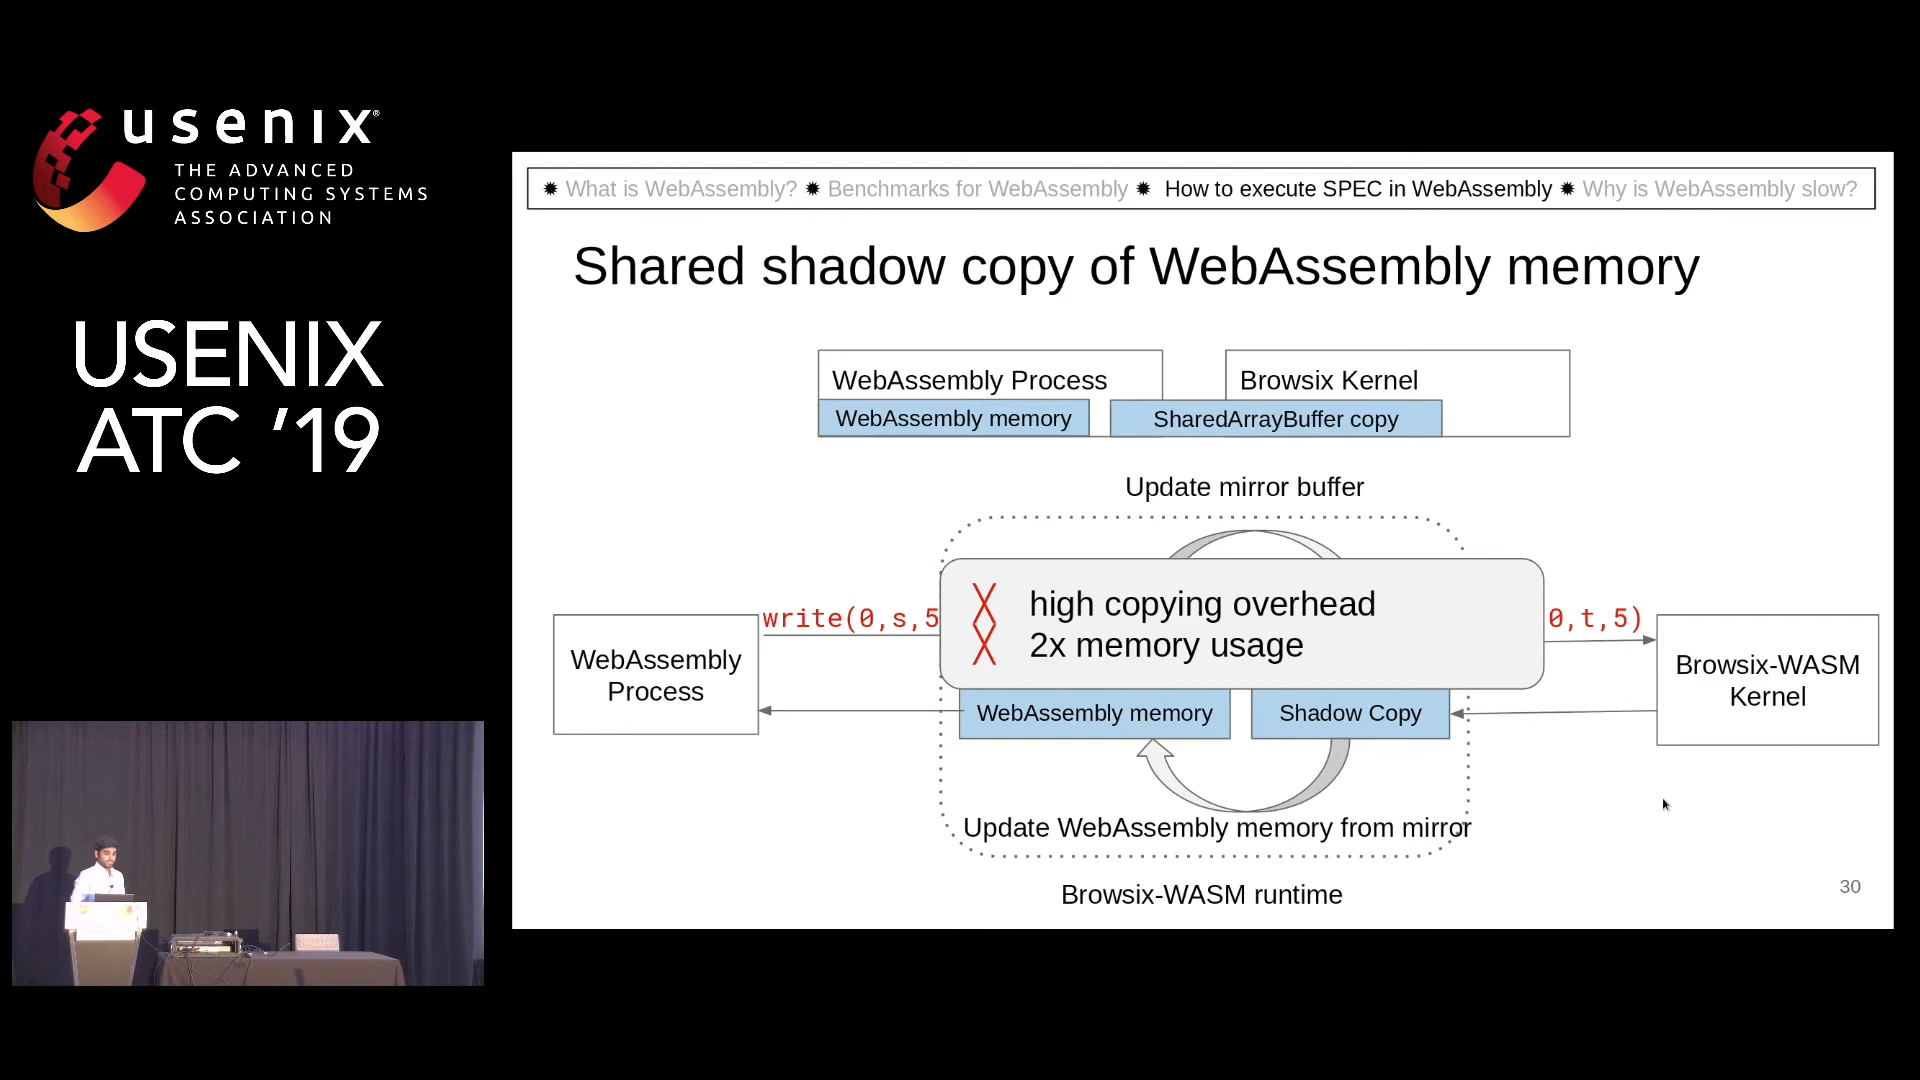 usenix®
THE ADVANCED
COMPUTING SYSTEMS
ASSOCIATION
USENIX
ATC '19
✹ What is WebAssembly? ✹ Benchmarks for WebAssembly ✹ How to execute SPEC in WebAssembly ✹ Why is WebAssembly slow?
Shared shadow copy of WebAssembly memory
WebAssembly Process
WebAssembly memory
Browsix Kernel
SharedArrayBuffer copy
Update mirror buffer
write(0,s,5
╳ high copying overhead
╳ 2x memory usage
0,t,5)
WebAssembly
Process
Browsix-WASM
Kernel
WebAssembly memory
Shadow Copy
Update WebAssembly memory from mirror
Browsix-WASM runtime
30